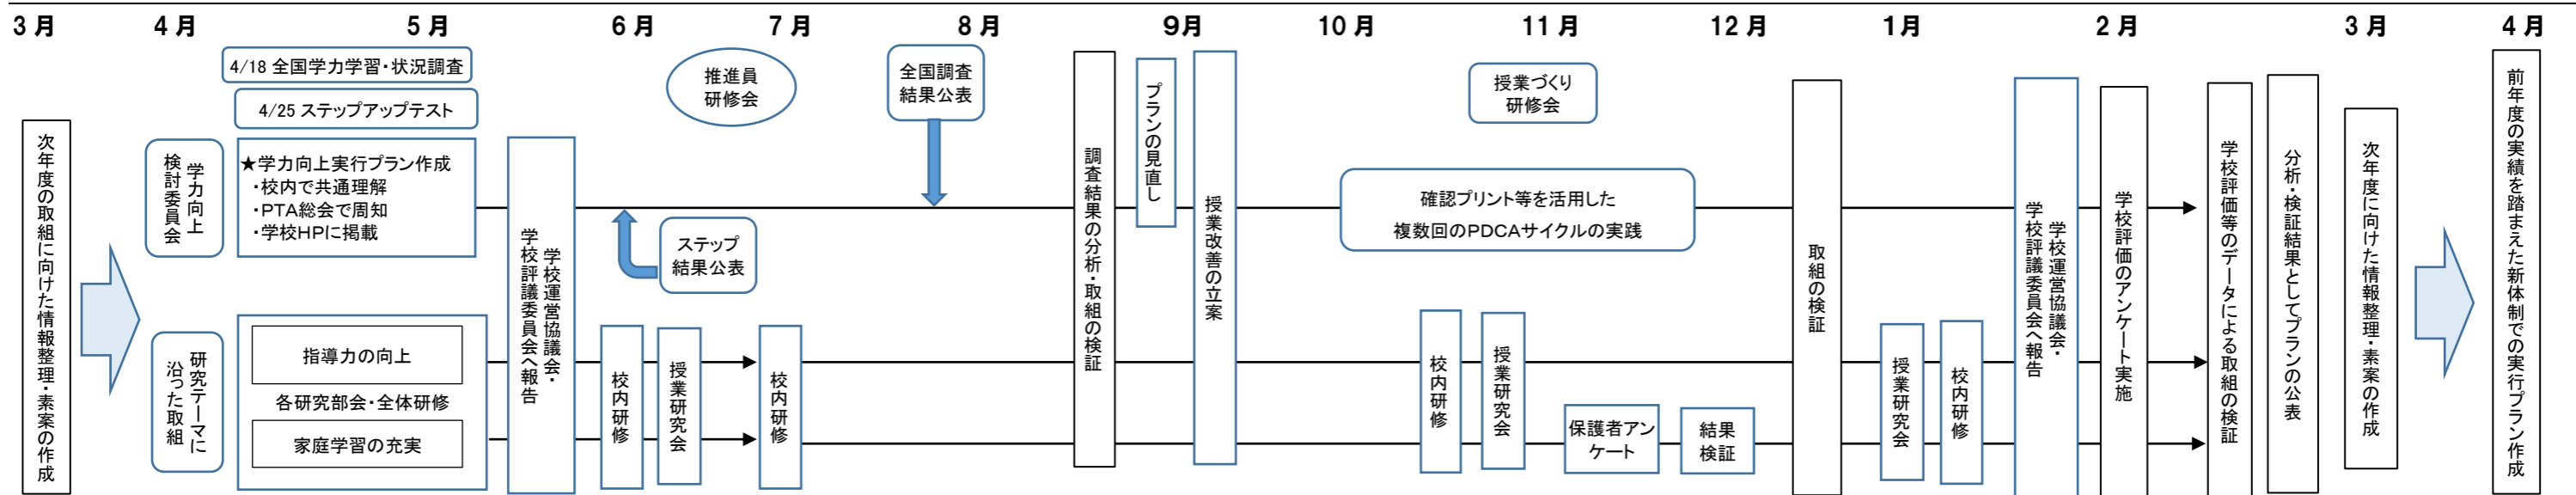 3月
4月
5月
6月
7月
8月
9月
10月
11月
12月
1月
2月
3月
4月
次年度の取組に向けた情報整理・素案の作成
学力向上
検討委員会
研究テーマに
沿った取組
4/18 全国学力学習・状況調査
4/25 ステップアップテスト
★学力向上実行プラン作成
・校内で共通理解
・PTA総会で周知
・学校HPに掲載
指導力の向上
各研究部会・全体研修
家庭学習の充実
学校運営協議会・
学校評議委員会へ報告
校内研修
ステップ
結果公表
授業研究会
推進員
研修会
校内研修
全国調査
結果公表
調査結果の分析・取組の検証
プランの見直し
授業改善の立案
確認プリント等を活用した
複数回のPDCAサイクルの実践
校内研修
授業づくり
研修会
授業研究会
保護者アン
ケート
結果
検証
取組の検証
授業研究会
校内研修
学校運営協議会・
学校評議委員会へ報告
学校評価のアンケート実施
学校評価等のデータによる取組の検証
分析・検証結果としてプランの公表
次年度に向けた情報整理・素案の作成
前年度の実績を踏まえた新体制での実行プラン作成